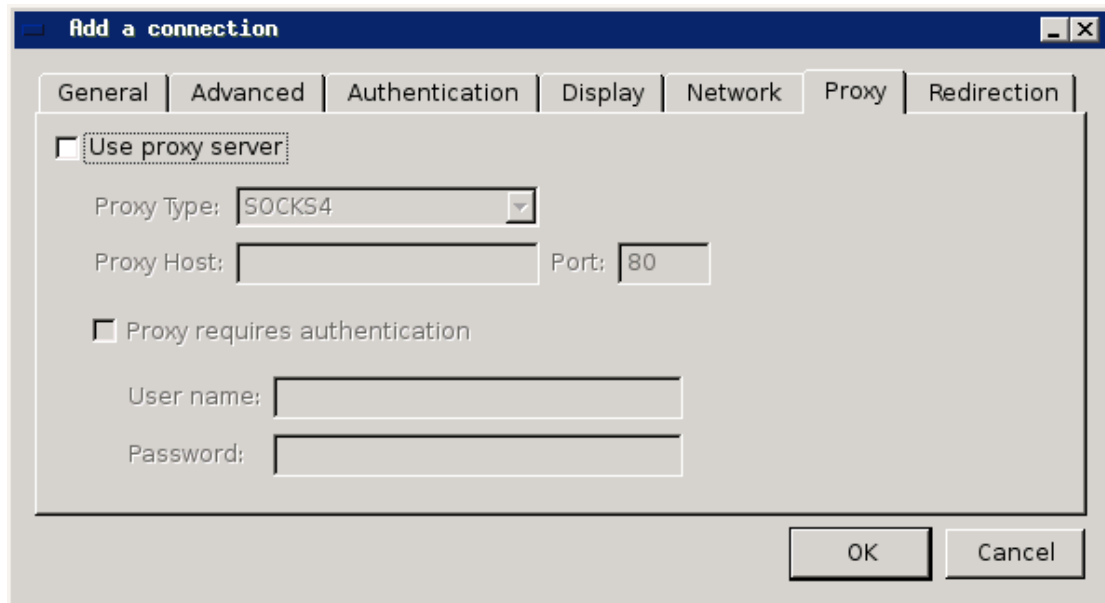 Add a connection
General Advanced Authentication Display Network Proxy Redirection
Use proxy server
Proxy Type: SOCKS4
Proxy Host: Port: 80
Proxy requires authentication
User name:
Password:
OK Cancel